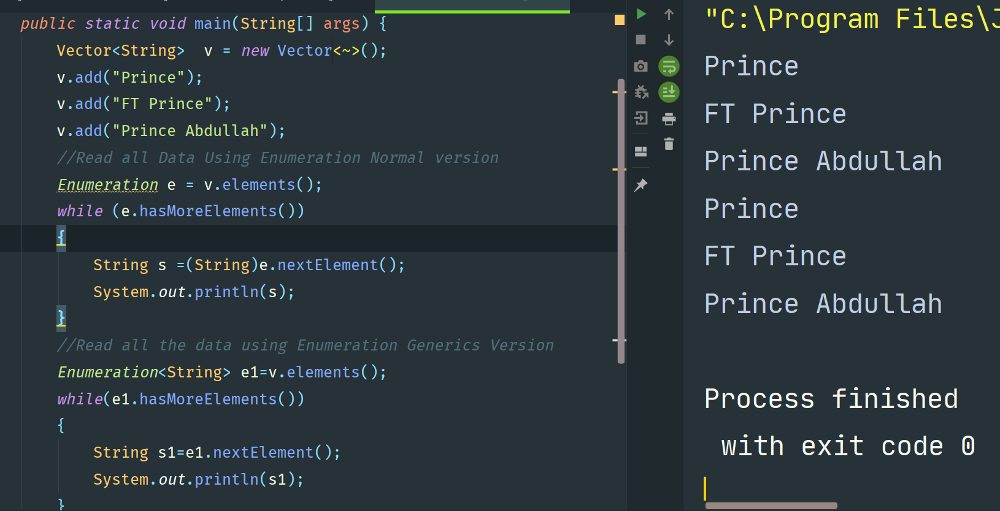 public static void main(String[] args) {
Vector<String>  v = new Vector<~>();
v.add("Prince");
v.add("FT Prince");
v.add("Prince Abdullah");
//Read all Data Using Enumeration Normal version
Enumeration e = v.elements();
while (e.hasMoreElements())
{
String s =(String)e.nextElement();
System.out.println(s);
}
//Read all the data using Enumeration Generics Version
Enumeration<String> e1=v.elements();
while(e1.hasMoreElements())
{
String s1=e1.nextElement();
System.out.println(s1);
}
"C:\Program Files\J
Prince
FT Prince
Prince Abdullah
Prince
FT Prince
Prince Abdullah
Process finished
with exit code 0